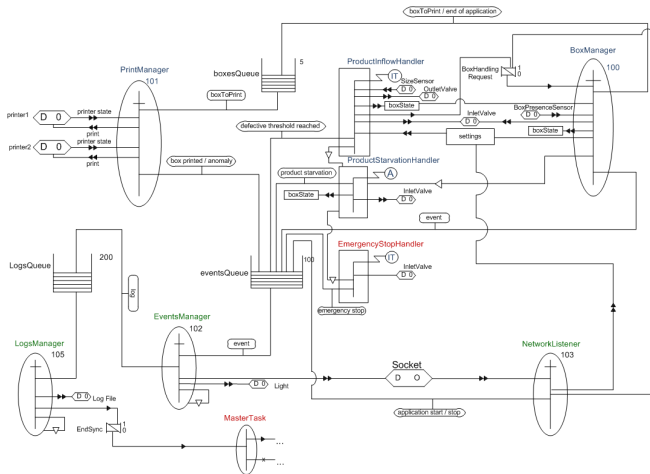 boxToPrint / end of application
boxesQueue
5
ProductInflowHandler
BoxManager
100
PrintManager
101
IT
SizeSensor
D 0
OutletValve
D 0
BoxHandling
Request
1
0
boxToPrint
boxState
InletValve
D 0
BoxPresenceSensor
D 0
printer1
D 0
printer state
print
defective threshold reached
settings
boxState
printer2
D 0
printer state
print
box printed / anomaly
ProductStarvationHandler
product starvation
A
boxState
InletValve
D 0
event
LogsQueue
200
eventsQueue
100
EmergencyStopHandler
IT
InletValve
D 0
log
emergency stop
EventsManager
102
LogsManager
105
event
NetworkListener
103
Socket
D O
D 0
Light
D 0
Log File
application start / stop
EndSync
1
0
MasterTask
...
...